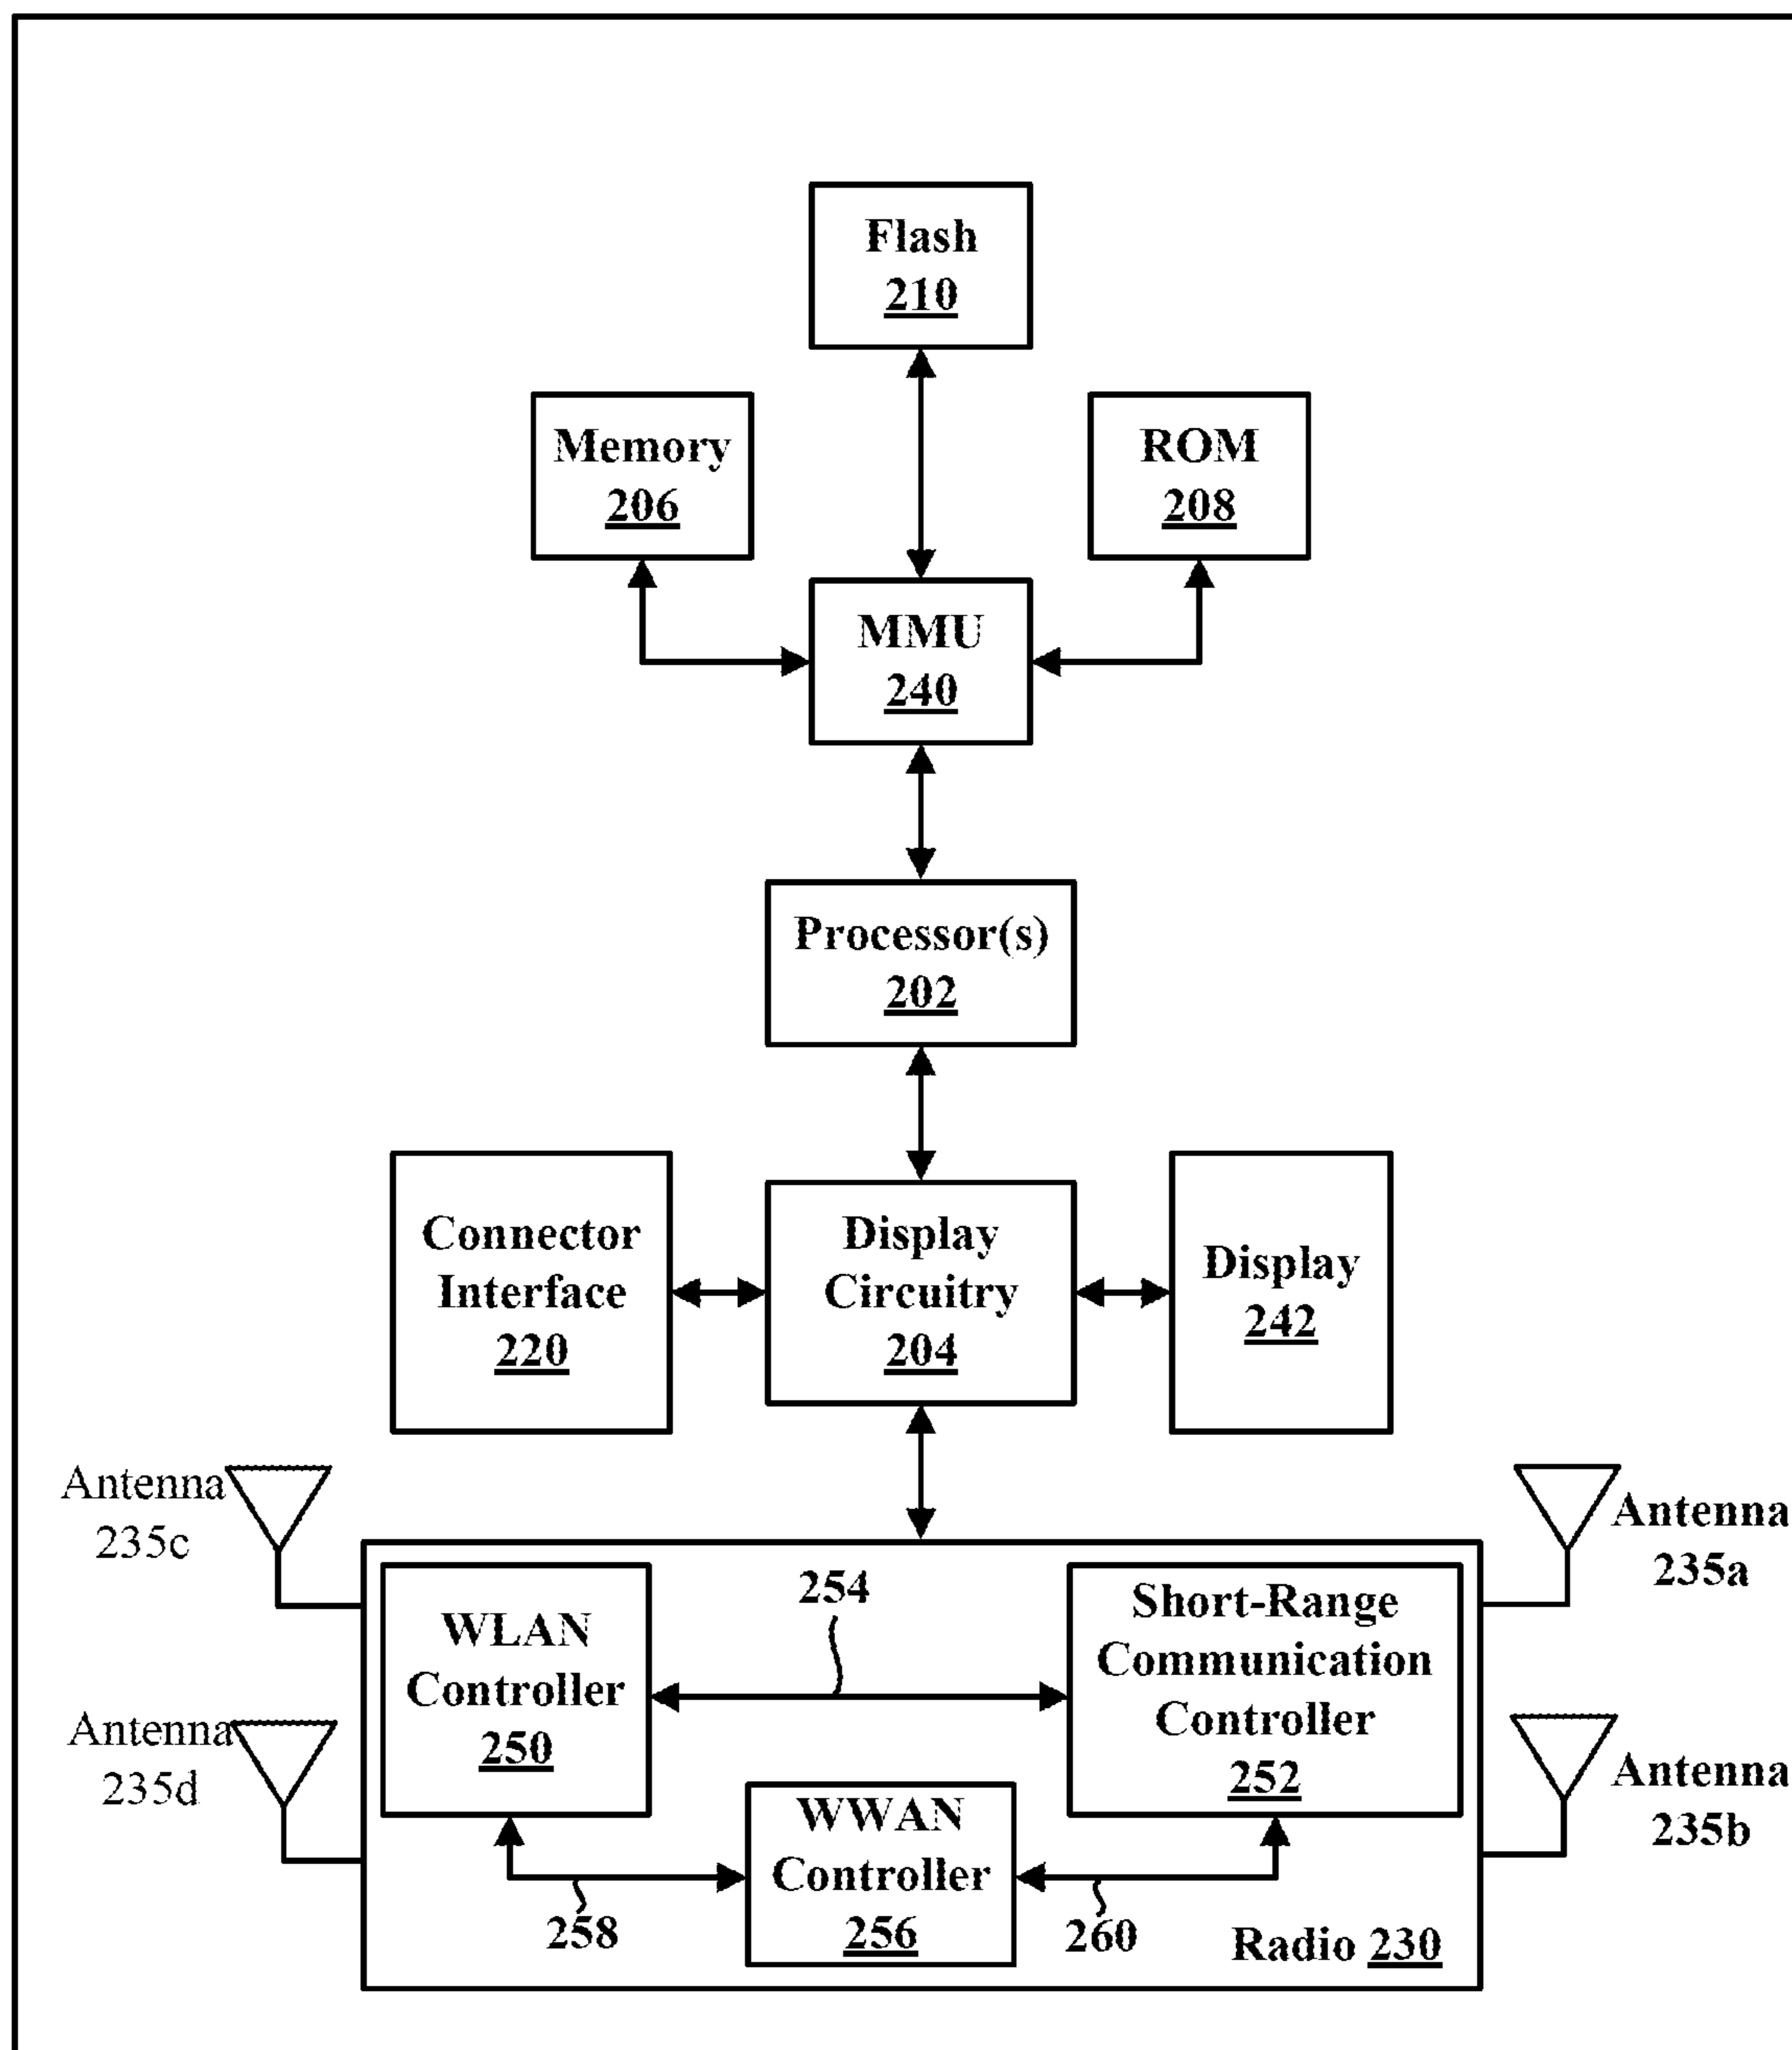 Flash
210
Memory
206
ROM
208
MMU
240
Processor(s)
202
Connector
Interface
220
Display
Circuitry
204
Display
242
Antenna
235c
Antenna
235a
WLAN
Controller
250
254
Short-Range
Communication
Controller
252
Antenna
235d
Antenna
235b
WWAN
Controller
256
258
260
Radio 230